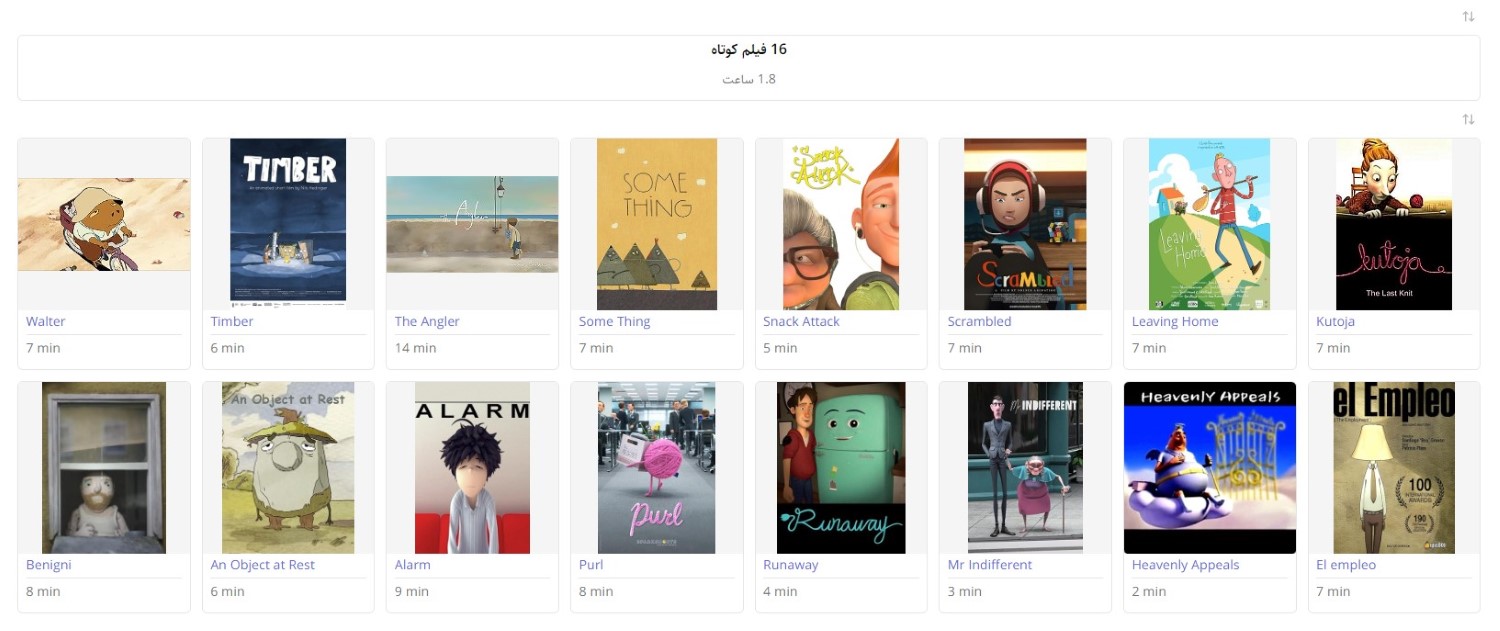 16 فیلم کوتاه
1.8 ساعت
TIMBER
SOME THING
Snack Attack
ScraMbled
Leaving Home
kutoja
The Last Knit
Walter
Timber
The Angler
Some Thing
Snack Attack
Scrambled
Leaving Home
Kutoja
7 min
6 min
14 min
7 min
5 min
7 min
7 min
7 min
An Object at Rest
ALARM
purl
Runaway
Mr INDIFFERENT
HeavenlY Appeals
el Empleo
100
INTERNATIONAL
AWARDS
190
Benigni
An Object at Rest
Alarm
Purl
Runaway
Mr Indifferent
Heavenly Appeals
El empleo
8 min
6 min
9 min
8 min
4 min
3 min
2 min
7 min